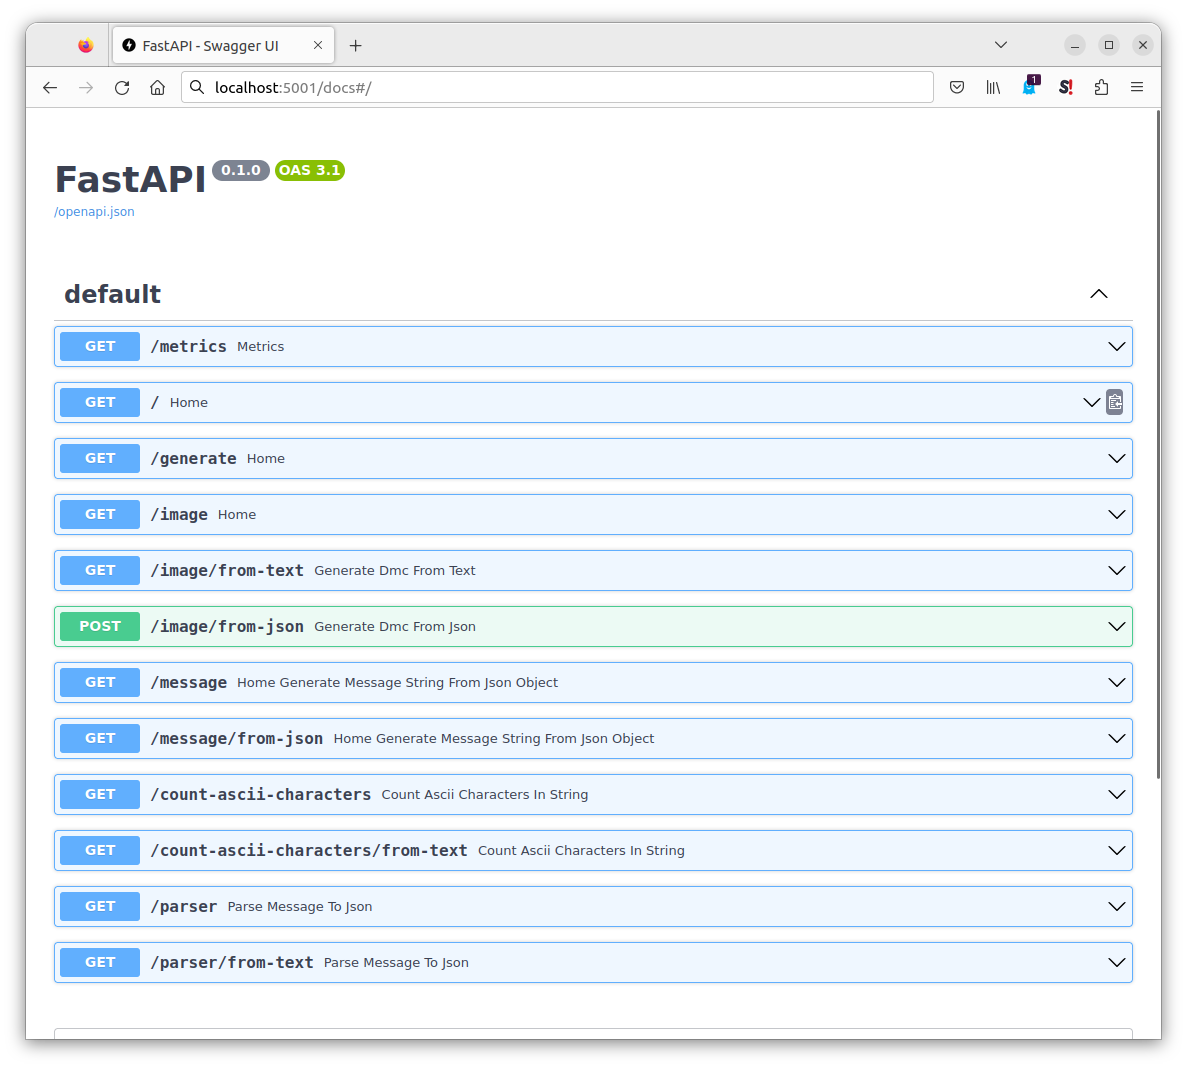 FastAPI - Swagger UI
localhost:5001/docs#/
1
S!
FastAPI 0.1.0 OAS 3.1
/openapi.json
default
GET /metrics Metrics
GET / Home
GET /generate Home
GET /image Home
GET /image/from-text Generate Dmc From Text
POST /image/from-json Generate Dmc From Json
GET /message Home Generate Message String From Json Object
GET /message/from-json Home Generate Message String From Json Object
GET /count-ascii-characters Count Ascii Characters In String
GET /count-ascii-characters/from-text Count Ascii Characters In String
GET /parser Parse Message To Json
GET /parser/from-text Parse Message To Json